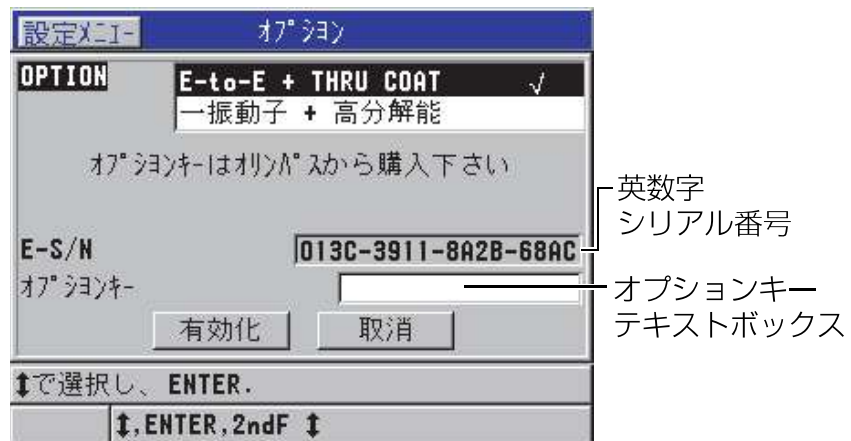 設定ﾒﾆｭｰ ｵﾌﾟｼｮﾝ
OPTION E-to-E + THRU COAT √
一振動子 + 高分解能
ｵﾌﾟｼｮﾝｷｰはｵﾘﾝﾊﾟｽから購入下さい
E-S/N 013C-3911-8A2B-68AC
英数字
シリアル番号
ｵﾌﾟｼｮﾝｷｰ
オプションキー
テキストボックス
有効化 取消
⬍で選択し、 ENTER.
⬍,ENTER,2ndF ⬍